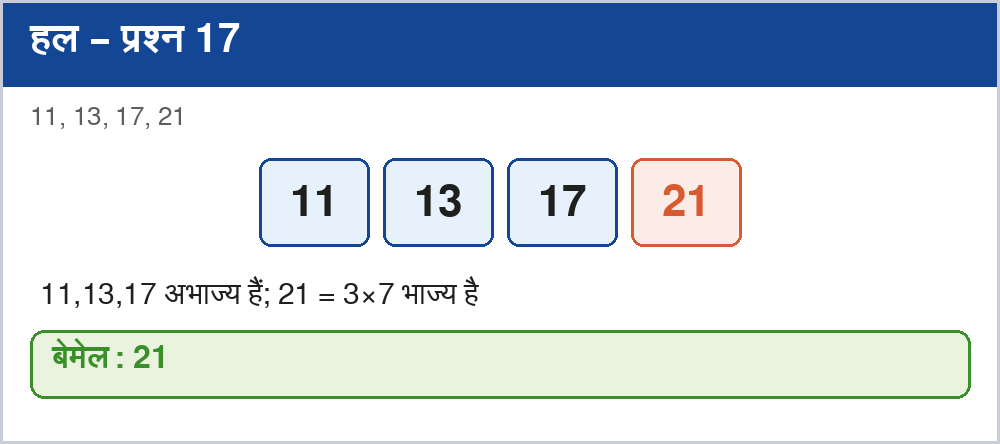 हल – प्रश्न 17
11, 13, 17, 21
11 13 17 21
11,13,17 अभाज्य हैं; 21 = 3×7 भाज्य है
बेमेल : 21